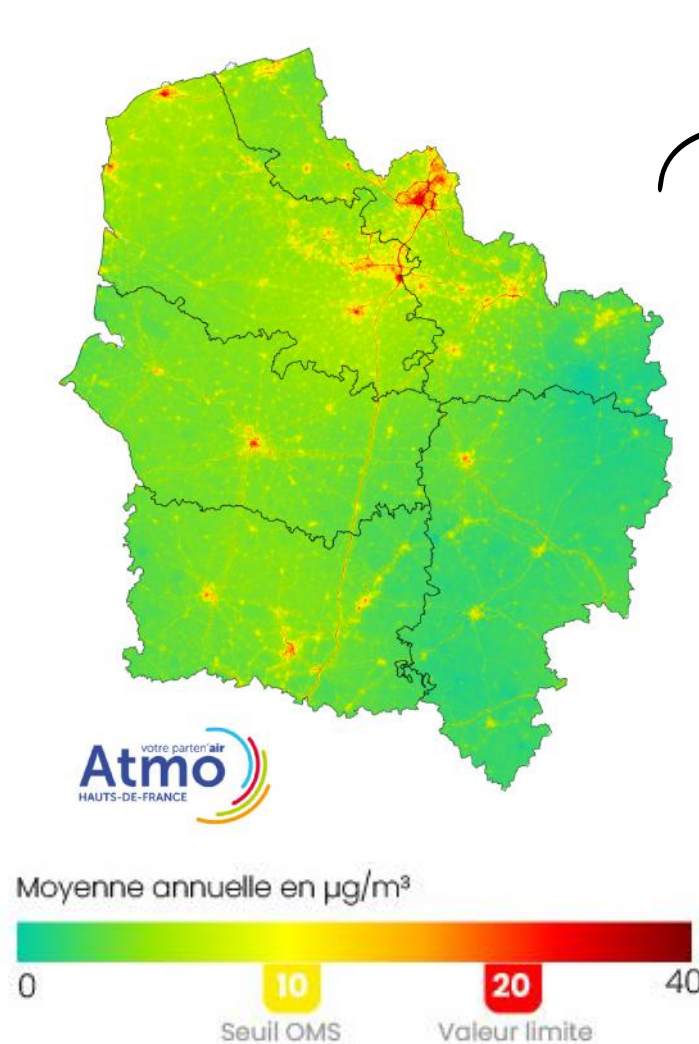 votre parten'air
Atmo
HAUTS-DE-FRANCE
Moyenne annuelle en µg/m³
0
10
20
40
Seuil OMS
Valeur limite